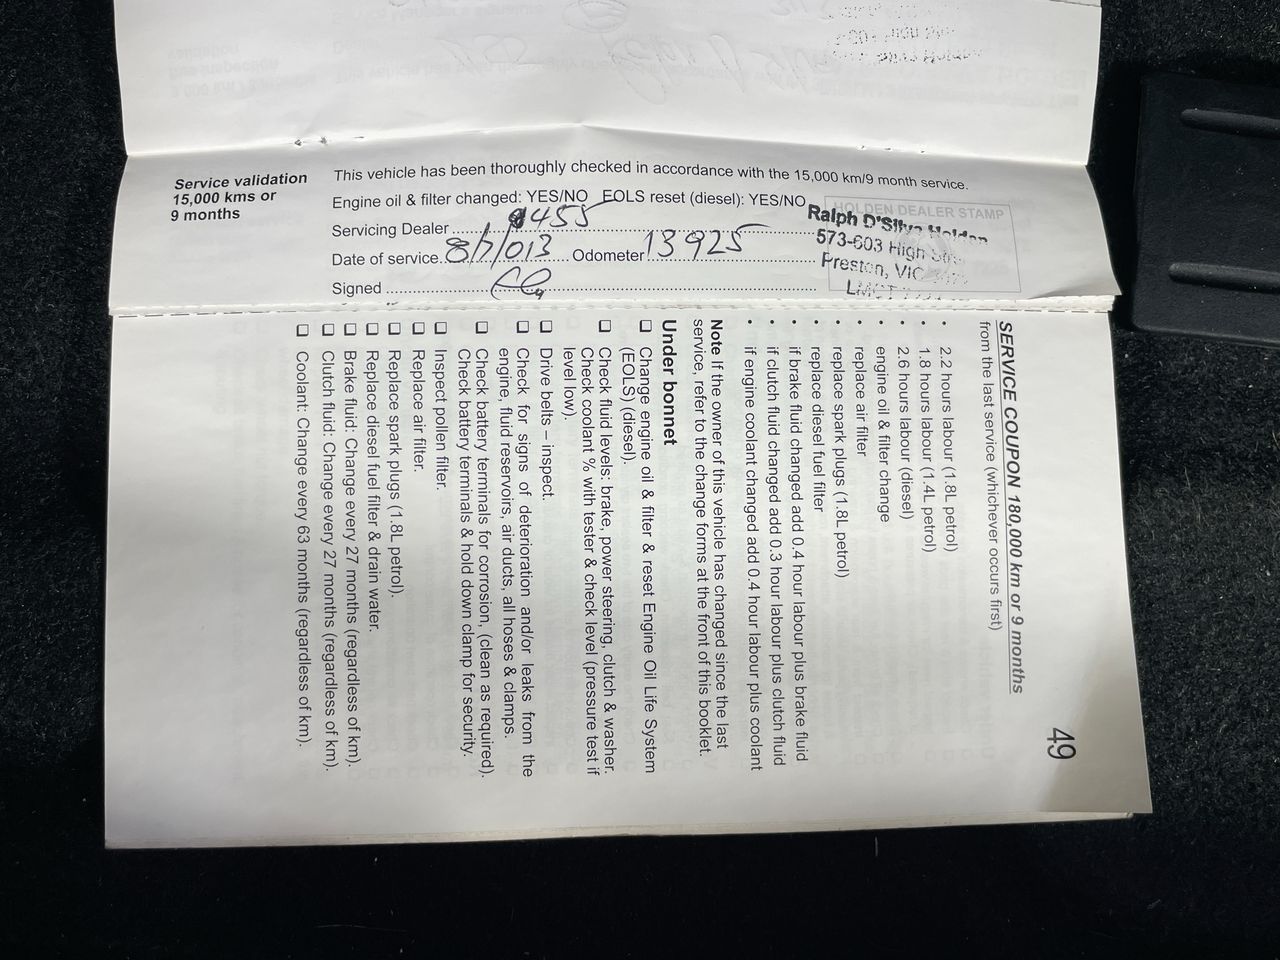 Service validation
15,000 kms or
9 months
This vehicle has been thoroughly checked in accordance with the 15,000 km/9 month service.
Engine oil & filter changed: YES/NO EOLS reset (diesel): YES/NO
Servicing Dealer 455
Date of service 8/7/013 Odometer 13925
Signed
HOLDEN DEALER STAMP
Ralph D'Silva Holden
573-603 High
Preston, VIC
LMCT
49
SERVICE COUPON 180,000 km or 9 months
from the last service (whichever occurs first)
• 2.2 hours labour (1.8L petrol)
• 1.8 hours labour (1.4L petrol)
• 2.6 hours labour (diesel)
• engine oil & filter change
• replace air filter
• replace spark plugs (1.8L petrol)
• replace diesel fuel filter
• if brake fluid changed add 0.4 hour labour plus brake fluid
• if clutch fluid changed add 0.3 hour labour plus clutch fluid
• if engine coolant changed add 0.4 hour labour plus coolant
Note If the owner of this vehicle has changed since the last
service, refer to the change forms at the front of this booklet.
Under bonnet
❏ Change engine oil & filter & reset Engine Oil Life System
(EOLS) (diesel).
❏ Check fluid levels: brake, power steering, clutch & washer.
Check coolant % with tester & check level (pressure test if
level low).
❏ Drive belts – inspect.
❏ Check for signs of deterioration and/or leaks from the
engine, fluid reservoirs, air ducts, all hoses & clamps.
❏ Check battery terminals for corrosion, (clean as required).
Check battery terminals & hold down clamp for security.
❏ Inspect pollen filter.
❏ Replace air filter.
❏ Replace spark plugs (1.8L petrol).
❏ Replace diesel fuel filter & drain water.
❏ Brake fluid: Change every 27 months (regardless of km).
❏ Clutch fluid: Change every 27 months (regardless of km).
❏ Coolant: Change every 63 months (regardless of km).